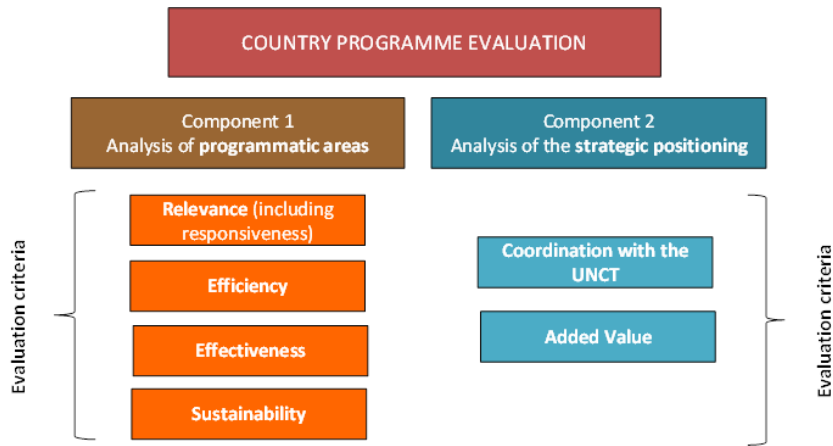 COUNTRY PROGRAMME EVALUATION
Component 1
Analysis of programmatic areas
Component 2
Analysis of the strategic positioning
Evaluation criteria
Relevance (including
responsiveness)
Efficiency
Effectiveness
Sustainability
Coordination with the
UNCT
Added Value
Evaluation criteria